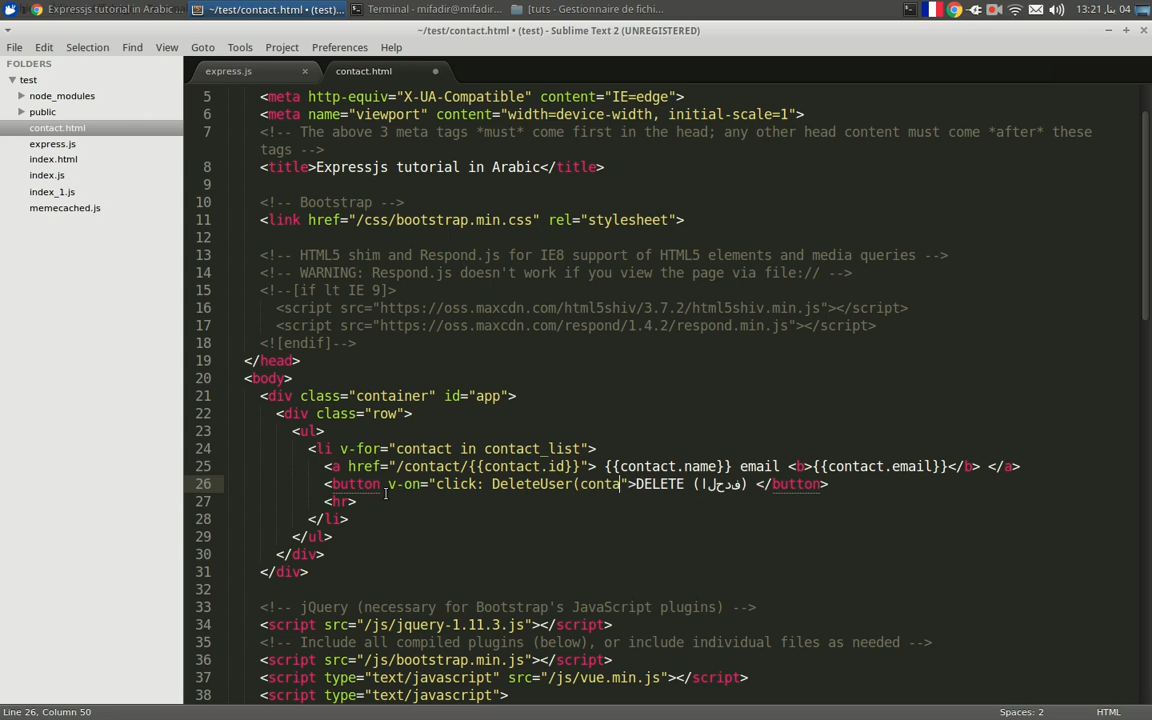 Expressjs tutorial in Arabic ...
~/test/contact.html • (test)...
Terminal - mifadir@mifadir...
[tuts - Gestionnaire de fichi...
04 ينا, 13:21
~/test/contact.html • (test) - Sublime Text 2 (UNREGISTERED)
File Edit Selection Find View Goto Tools Project Preferences Help
FOLDERS
test
node_modules
public
contact.html
express.js
index.html
index.js
index_1.js
memecached.js
express.js
contact.html
5 <meta http-equiv="X-UA-Compatible" content="IE=edge">
6 <meta name="viewport" content="width=device-width, initial-scale=1">
7 <!-- The above 3 meta tags *must* come first in the head; any other head content must come *after* these
tags -->
8 <title>Expressjs tutorial in Arabic</title>
9
10 <!-- Bootstrap -->
11 <link href="/css/bootstrap.min.css" rel="stylesheet">
12
13 <!-- HTML5 shim and Respond.js for IE8 support of HTML5 elements and media queries -->
14 <!-- WARNING: Respond.js doesn't work if you view the page via file:// -->
15 <!--[if lt IE 9]>
16 <script src="https://oss.maxcdn.com/html5shiv/3.7.2/html5shiv.min.js"></script>
17 <script src="https://oss.maxcdn.com/respond/1.4.2/respond.min.js"></script>
18 <![endif]-->
19 </head>
20 <body>
21 <div class="container" id="app">
22 <div class="row">
23 <ul>
24 <li v-for="contact in contact_list">
25 <a href="/contact/{{contact.id}}"> {{contact.name}} email <b>{{contact.email}}</b> </a>
26 <button v-on="click: DeleteUser(conta">DELETE (فدحلا) </button>
27 <hr>
28 </li>
29 </ul>
30 </div>
31 </div>
32
33 <!-- jQuery (necessary for Bootstrap's JavaScript plugins) -->
34 <script src="/js/jquery-1.11.3.js"></script>
35 <!-- Include all compiled plugins (below), or include individual files as needed -->
36 <script src="/js/bootstrap.min.js"></script>
37 <script type="text/javascript" src="/js/vue.min.js"></script>
38 <script type="text/javascript">
Line 26, Column 50
Spaces: 2
HTML